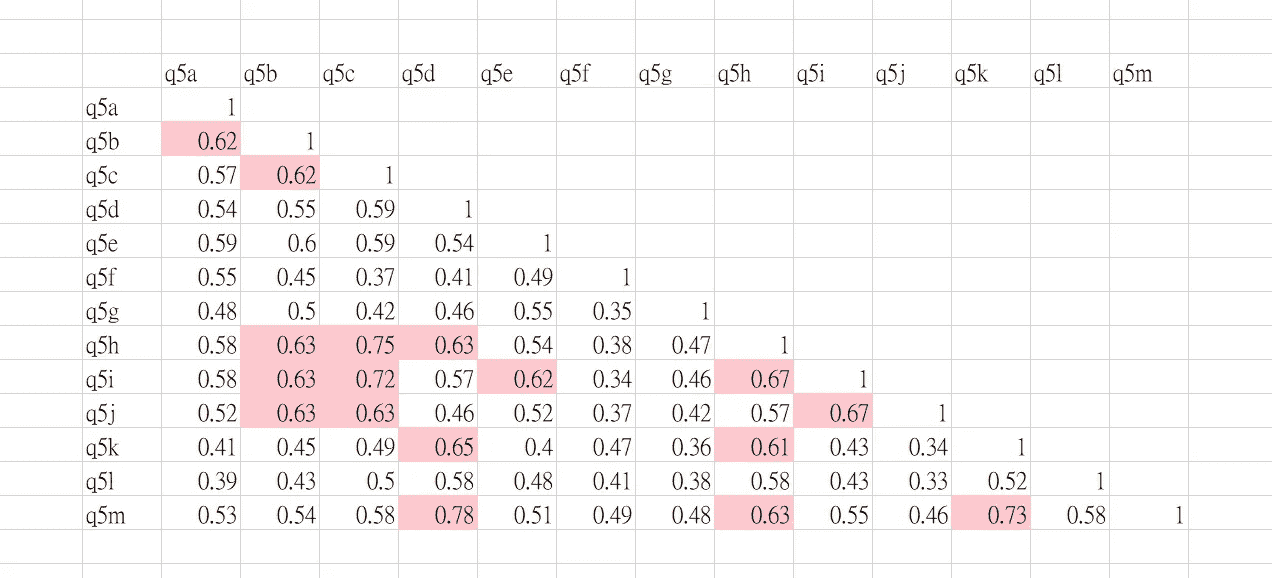 q5a q5b q5c q5d q5e q5f q5g q5h q5i q5j q5k q5l q5m
q5a 1
q5b 0.62 1
q5c 0.57 0.62 1
q5d 0.54 0.55 0.59 1
q5e 0.59 0.6 0.59 0.54 1
q5f 0.55 0.45 0.37 0.41 0.49 1
q5g 0.48 0.5 0.42 0.46 0.55 0.35 1
q5h 0.58 0.63 0.75 0.63 0.54 0.38 0.47 1
q5i 0.58 0.63 0.72 0.57 0.62 0.34 0.46 0.67 1
q5j 0.52 0.63 0.63 0.46 0.52 0.37 0.42 0.57 0.67 1
q5k 0.41 0.45 0.49 0.65 0.4 0.47 0.36 0.61 0.43 0.34 1
q5l 0.39 0.43 0.5 0.58 0.48 0.41 0.38 0.58 0.43 0.33 0.52 1
q5m 0.53 0.54 0.58 0.78 0.51 0.49 0.48 0.63 0.55 0.46 0.73 0.58 1